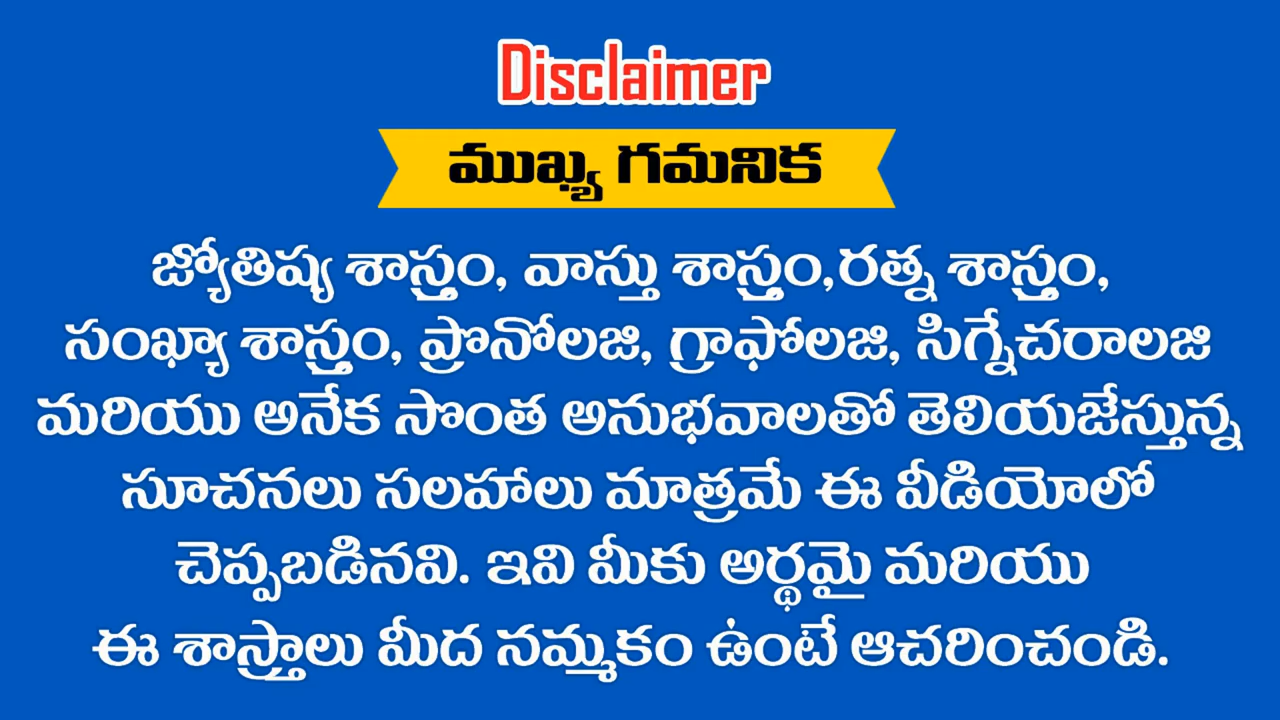 Disclaimer
ముఖ్య గమనిక
జ్యోతిష్య శాస్త్రం, వాస్తు శాస్త్రం,రత్న శాస్త్రం,
సంఖ్యా శాస్త్రం, ప్రొనోలజి, గ్రాఫోలజి, సిగ్నేచరాలజి
మరియు అనేక సొంత అనుభవాలతో తెలియజేస్తున్న
సూచనలు సలహాలు మాత్రమే ఈ వీడియోలో
చెప్పబడినవి. ఇవి మీకు అర్థమై మరియు
ఈ శాస్త్రాలు మీద నమ్మకం ఉంటే ఆచరించండి.